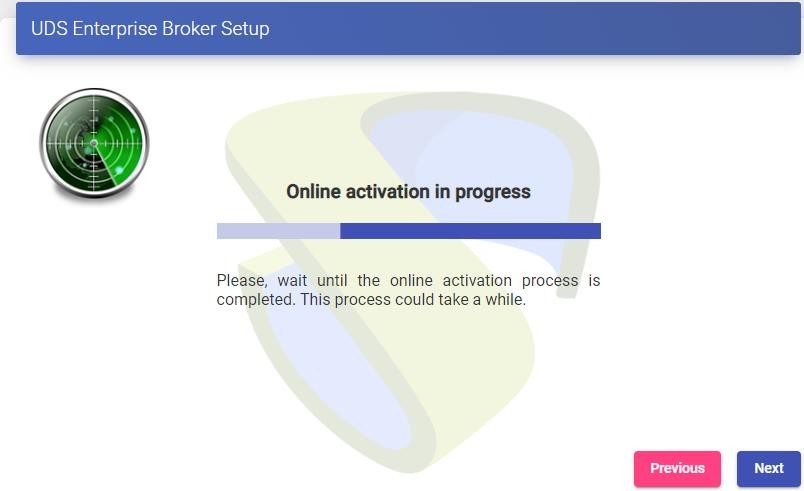 UDS Enterprise Broker Setup
Online activation in progress
Please, wait until the online activation process is
completed. This process could take a while.
Previous
Next